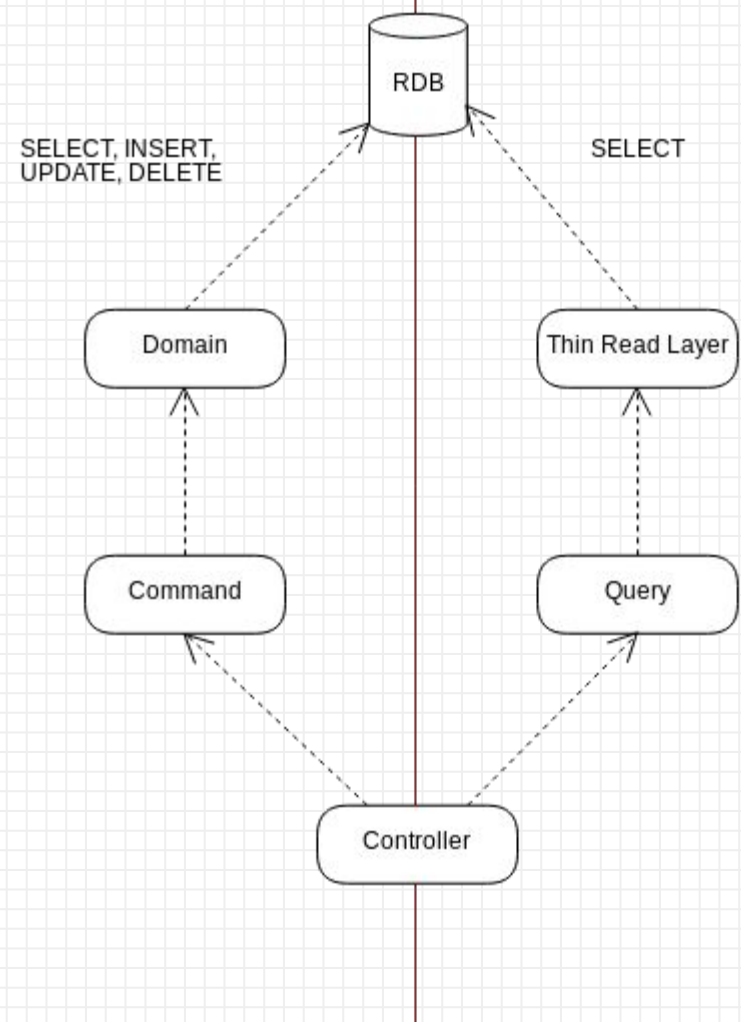 RDB
SELECT, INSERT,
UPDATE, DELETE
SELECT
Domain
Thin Read Layer
Command
Query
Controller